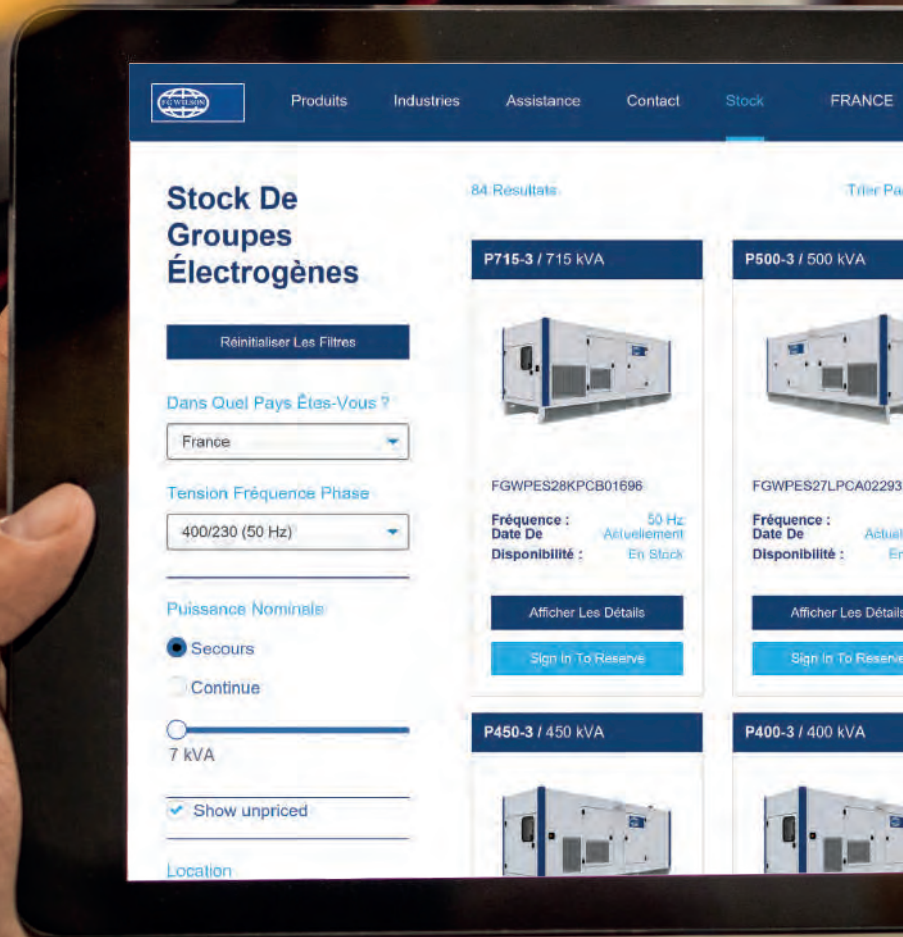 FG WILSON
Produits Industries Assistance Contact Stock FRANCE
Stock De
Groupes
Électrogènes
Réinitialiser Les Filtres
Dans Quel Pays Êtes-Vous ?
France
Tension Fréquence Phase
400/230 (50 Hz)
Puissance Nominale
Secours
Continue
7 kVA
Show unpriced
Location
84 Resultats
Trier Pa
P715-3 / 715 kVA
FGWPES28KPCB01696
Fréquence : 50 Hz
Date De Actuellement
Disponibilité : En Stock
Afficher Les Détails
Sign In To Reserve
P500-3 / 500 kVA
FGWPES27LPCA02293
Fréquence :
Date De Actuel
Disponibilité : En
Afficher Les Détails
Sign In To Reserve
P450-3 / 450 kVA
P400-3 / 400 kVA